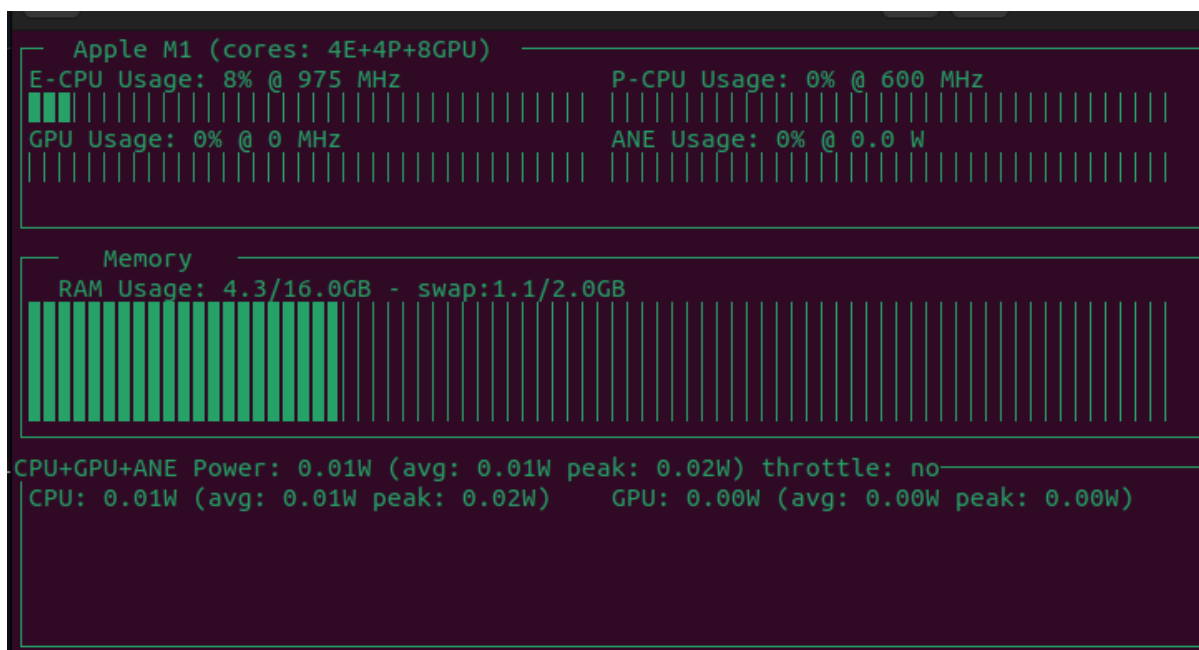 Apple M1 (cores: 4E+4P+8GPU)
E-CPU Usage: 8% @ 975 MHz P-CPU Usage: 0% @ 600 MHz
GPU Usage: 0% @ 0 MHz ANE Usage: 0% @ 0.0 W
Memory
RAM Usage: 4.3/16.0GB - swap:1.1/2.0GB
CPU+GPU+ANE Power: 0.01W (avg: 0.01W peak: 0.02W) throttle: no
CPU: 0.01W (avg: 0.01W peak: 0.02W) GPU: 0.00W (avg: 0.00W peak: 0.00W)